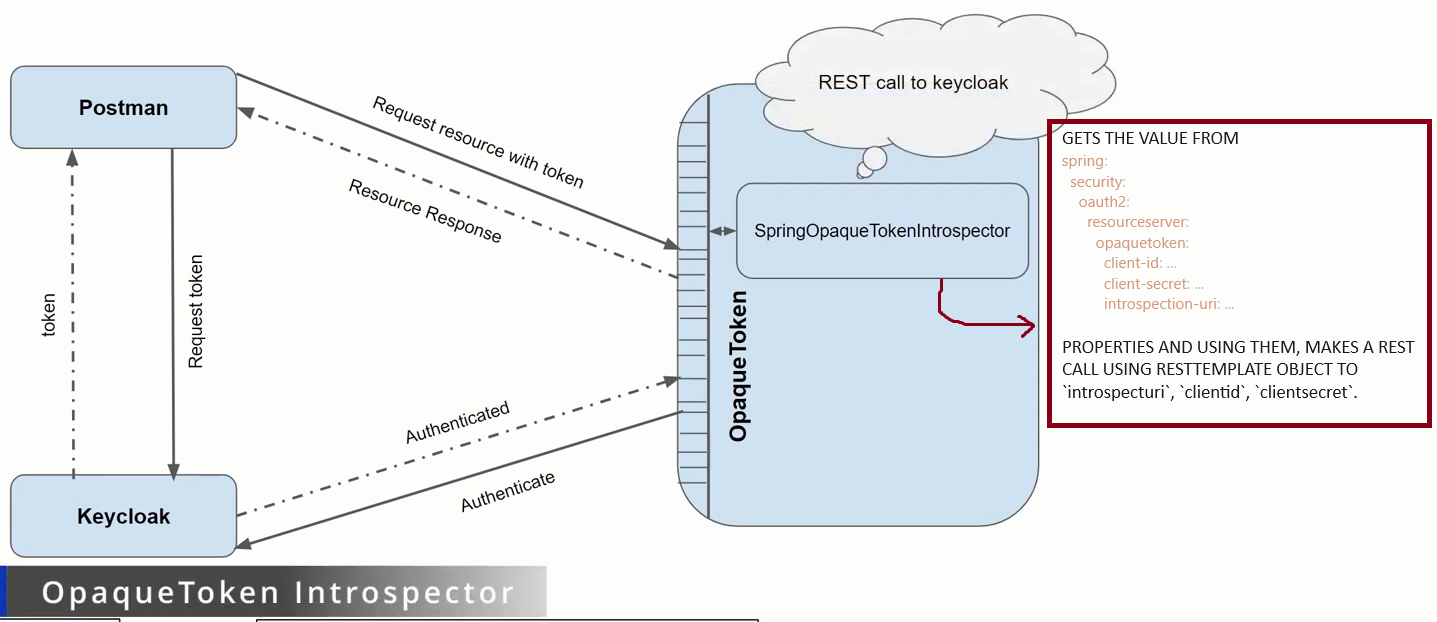 REST call to keycloak
Postman
Request resource with token
Resource Response
GETS THE VALUE FROM
spring:
security:
oauth2:
resourceserver:
opaquetoken:
client-id: ...
client-secret: ...
introspection-uri: ...
PROPERTIES AND USING THEM, MAKES A REST
CALL USING RESTTEMPLATE OBJECT TO
`introspecturi`, `clientid`, `clientsecret`.
SpringOpaqueTokenIntrospector
token
Request token
OpaqueToken
Authenticated
Authenticate
Keycloak
OpaqueToken Introspector